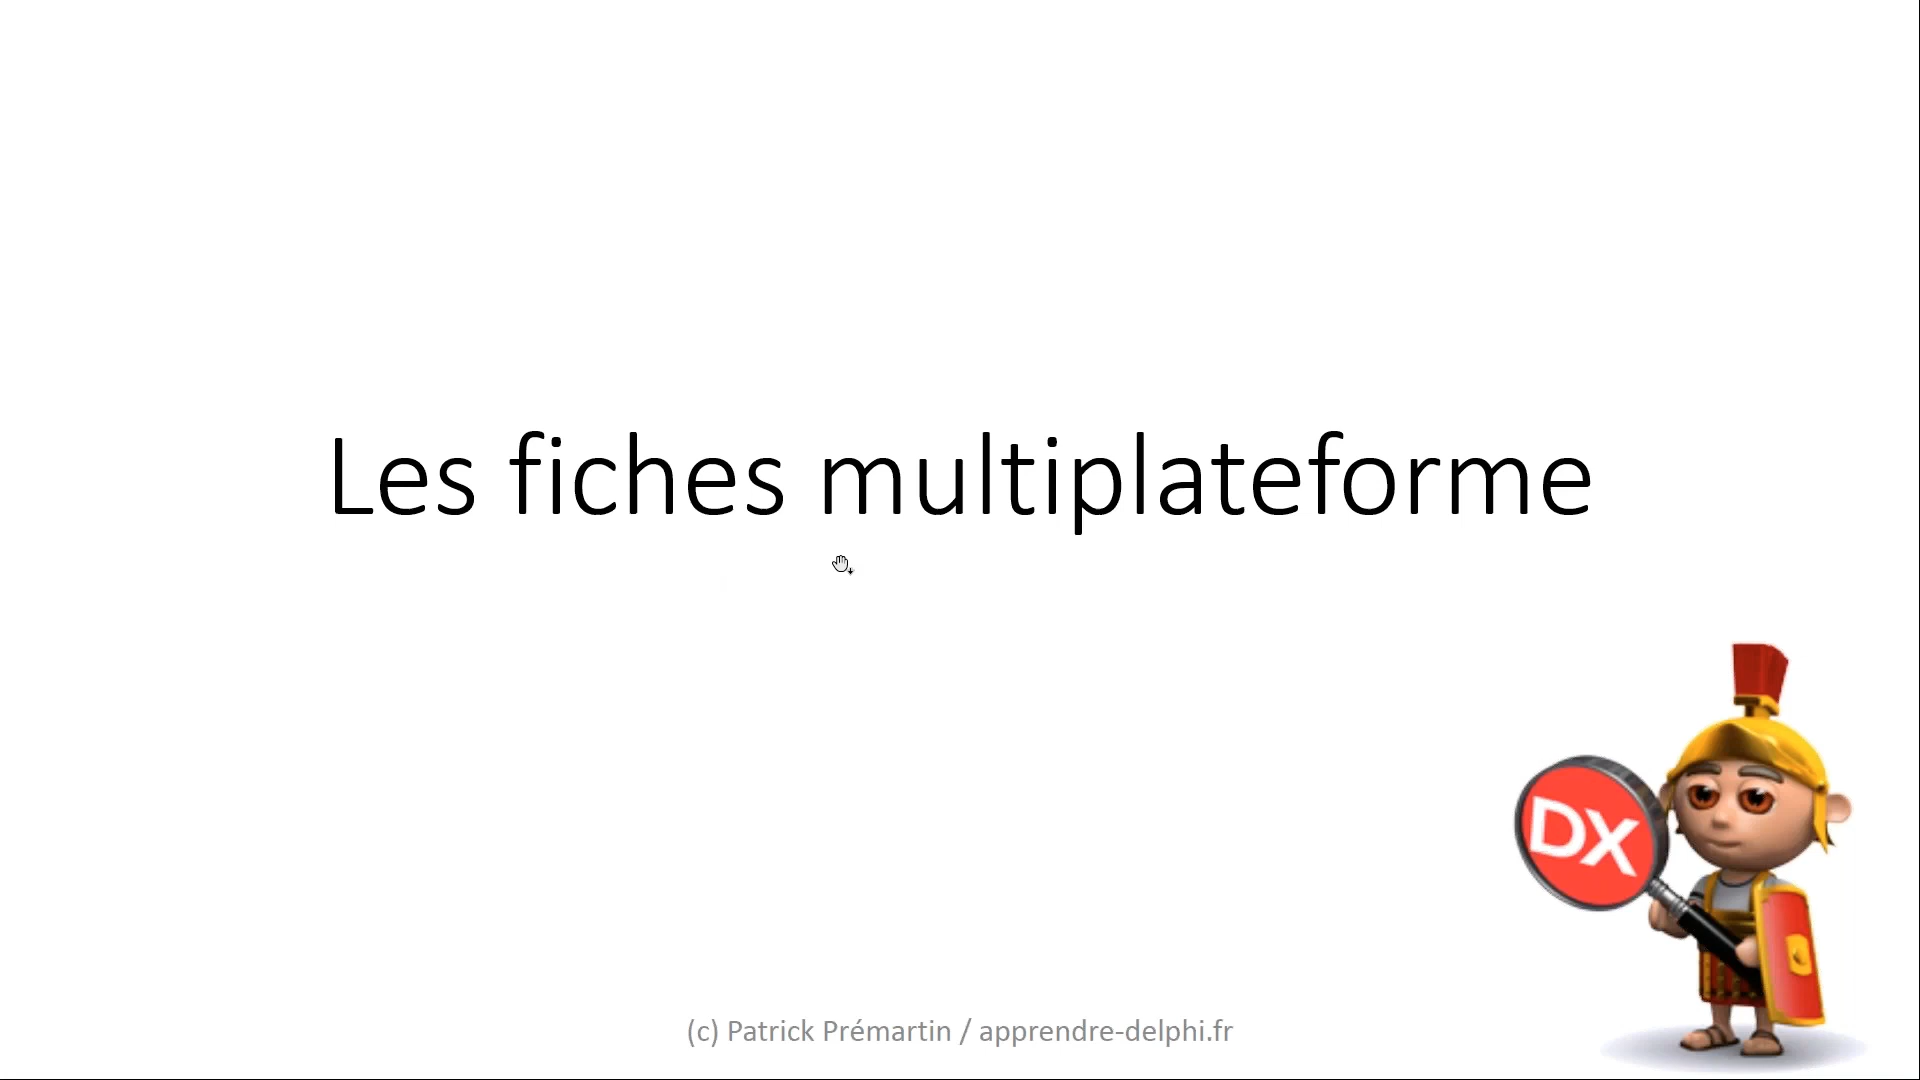 Les fiches multiplateforme
DX
(c) Patrick Prémartin / apprendre-delphi.fr